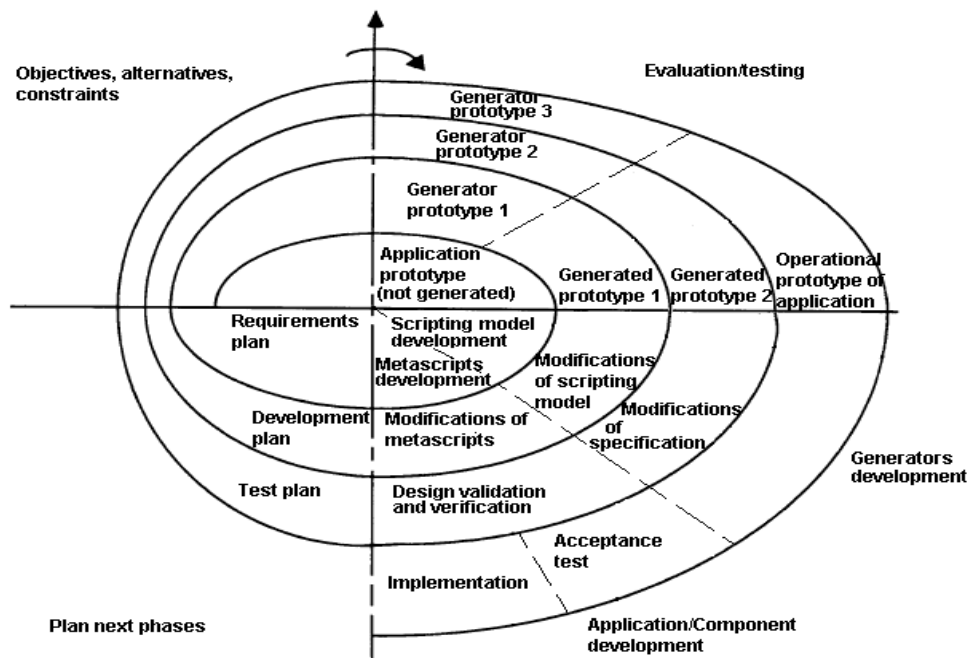 Objectives, alternatives,
constraints
Evaluation/testing
Generator
prototype 3
Generator
prototype 2
Generator
prototype 1
Application
prototype
(not generated)
Generated
prototype 1
Generated
prototype 2
Operational
prototype of
application
Requirements
plan
Scripting model
development
Metascripts
development
Modifications
of scripting
model
Modifications
of
specification
Development
plan
Modifications of
metascripts
Generators
development
Test plan
Design validation
and verification
Acceptance
test
Implementation
Plan next phases
Application/Component
development